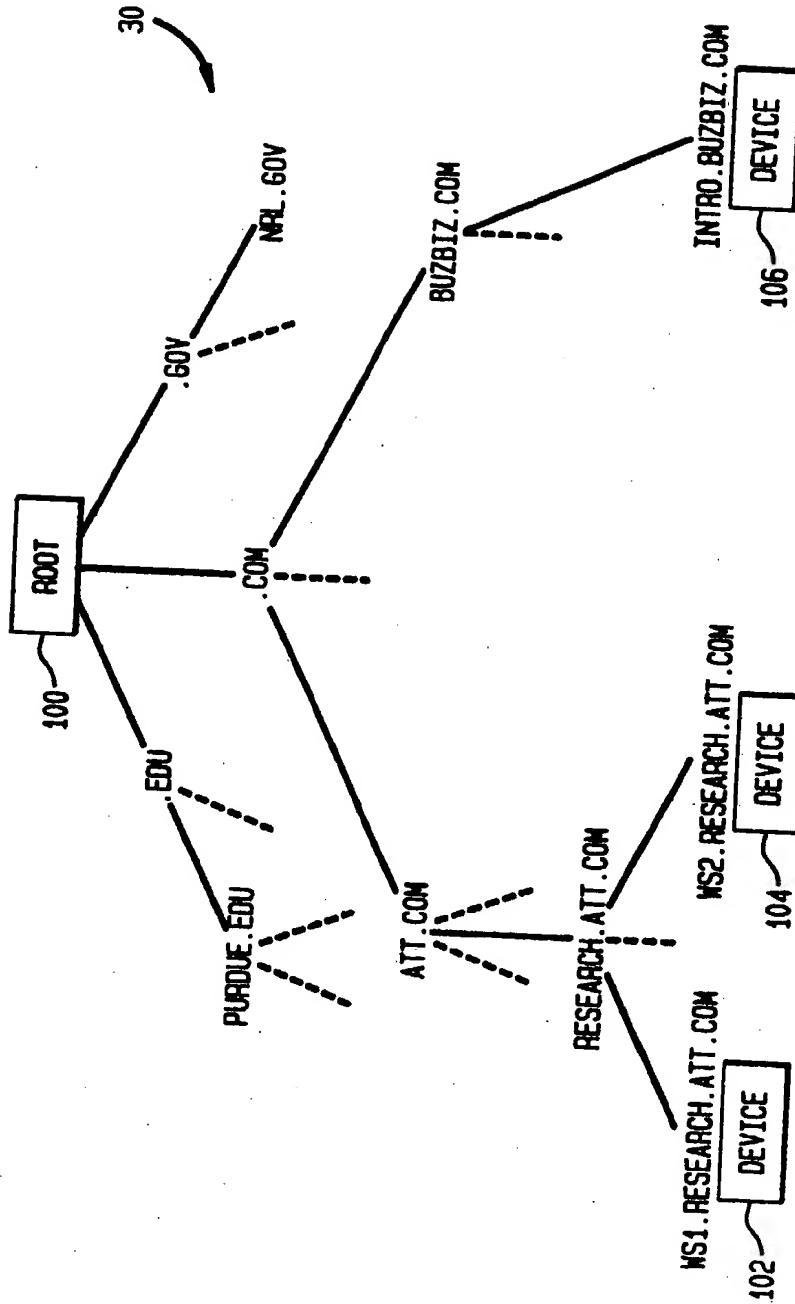 30
100
ROOT
.EDU
.GOV
PURDUE.EDU
NRL.GOV
.COM
ATT.COM
BUZBIZ.COM
RESEARCH.ATT.COM
WS1.RESEARCH.ATT.COM
WS2.RESEARCH.ATT.COM
INTRO.BUZBIZ.COM
DEVICE
DEVICE
DEVICE
102
104
106